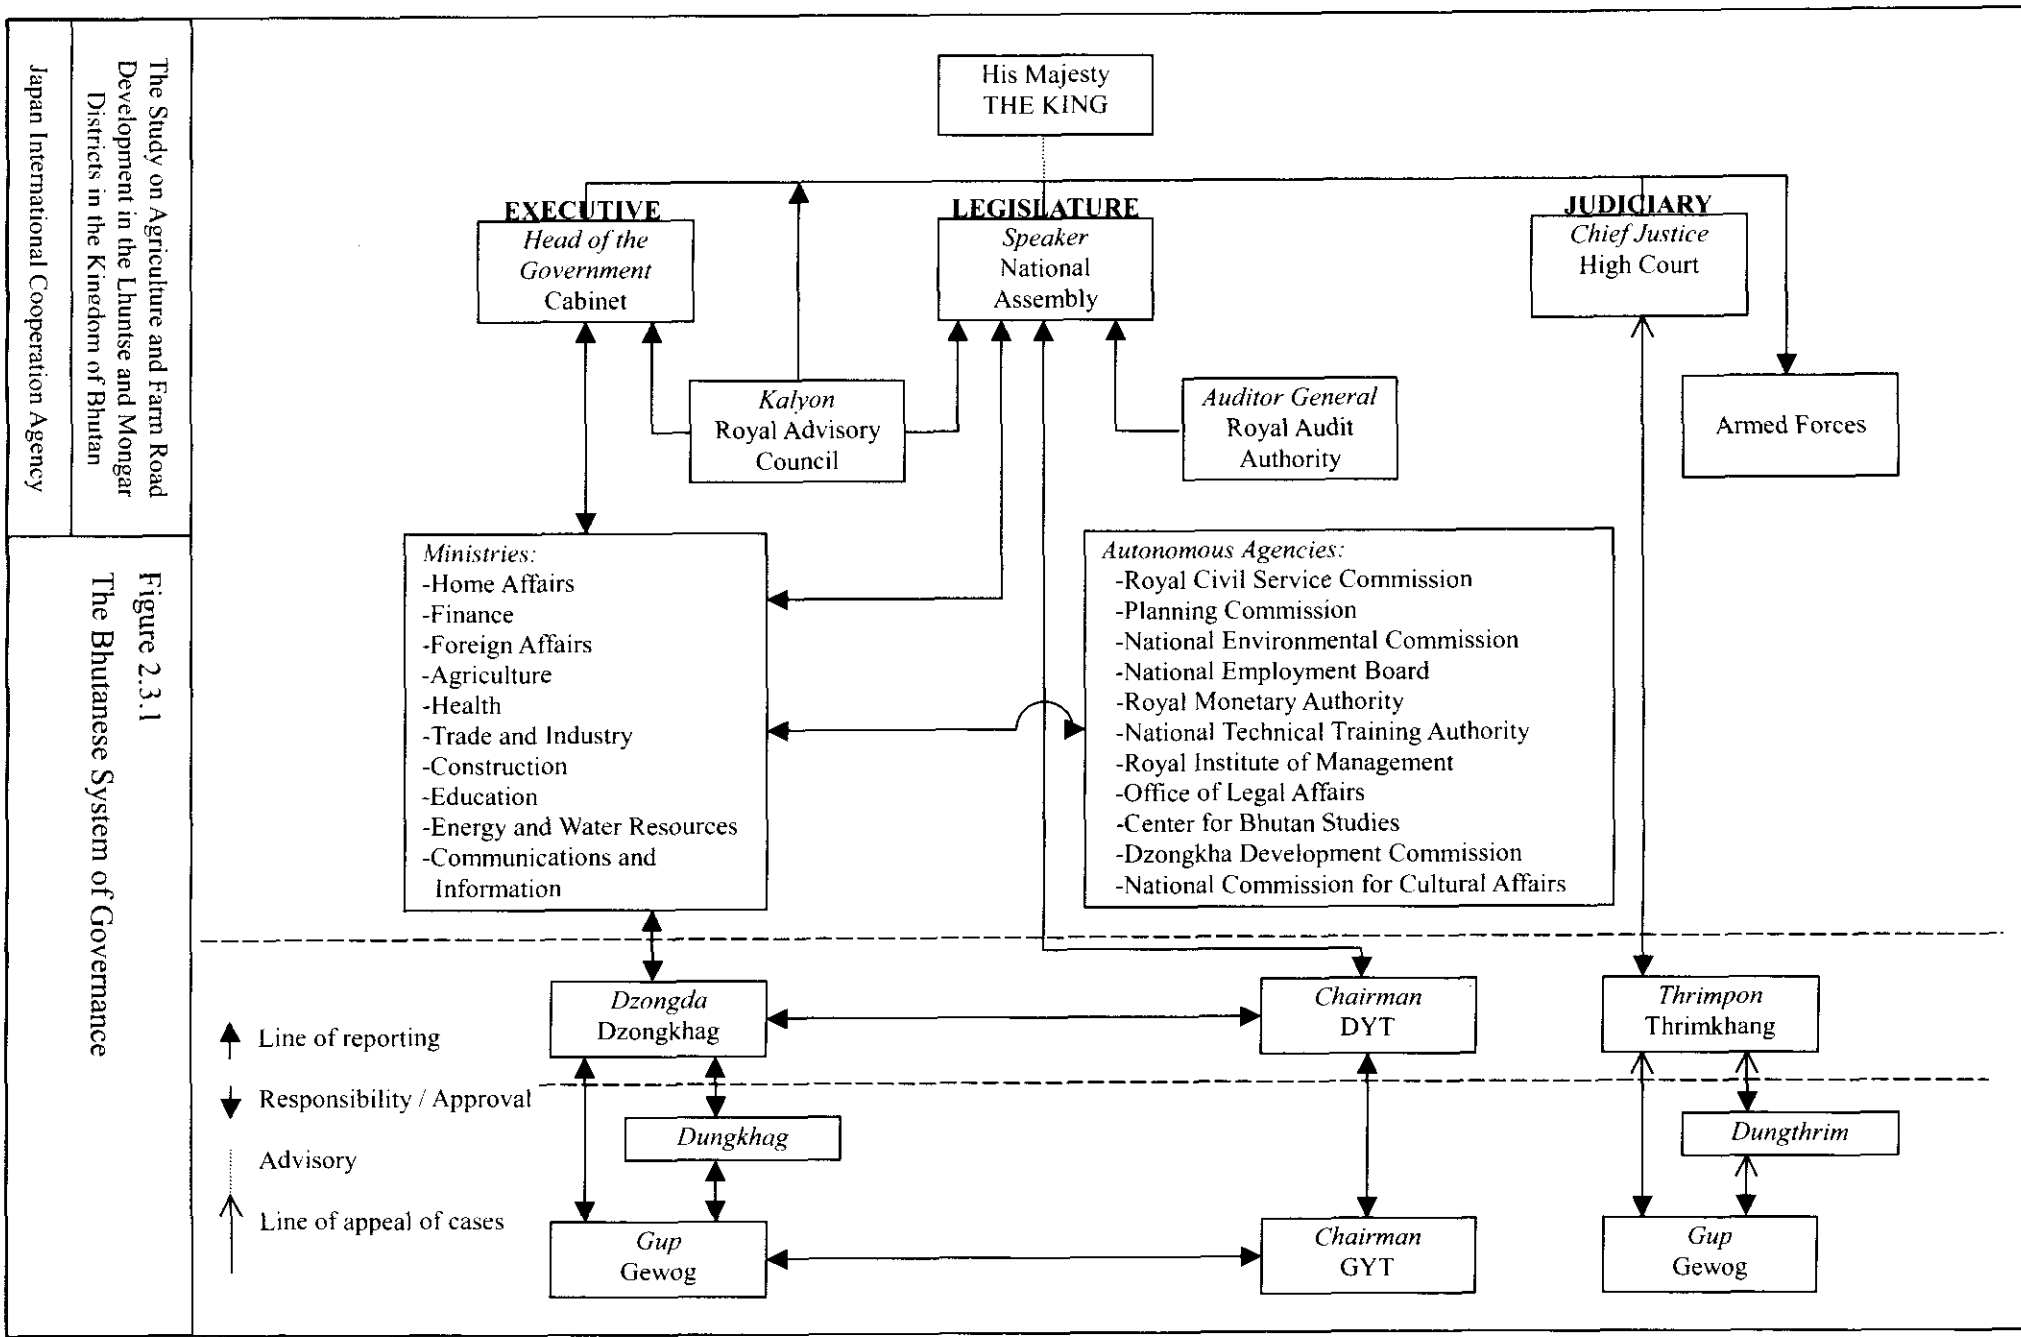 The Study on Agriculture and Farm Road
Development in the Lhuntse and Mongar
Districts in the Kingdom of Bhutan
Japan International Cooperation Agency
Figure 2.3.1
The Bhutanese System of Governance
His Majesty
THE KING
EXECUTIVE
Head of the
Government
Cabinet
LEGISLATURE
Speaker
National
Assembly
JUDICIARY
Chief Justice
High Court
Kalyon
Royal Advisory
Council
Auditor General
Royal Audit
Authority
Armed Forces
Ministries:
-Home Affairs
-Finance
-Foreign Affairs
-Agriculture
-Health
-Trade and Industry
-Construction
-Education
-Energy and Water Resources
-Communications and
Information
Autonomous Agencies:
-Royal Civil Service Commission
-Planning Commission
-National Environmental Commission
-National Employment Board
-Royal Monetary Authority
-National Technical Training Authority
-Royal Institute of Management
-Office of Legal Affairs
-Center for Bhutan Studies
-Dzongkha Development Commission
-National Commission for Cultural Affairs
Dzongda
Dzongkhag
Chairman
DYT
Thrimpon
Thrimkhang
Dungkhag
Dungthrim
Gup
Gewog
Chairman
GYT
Gup
Gewog
Line of reporting
Responsibility / Approval
Advisory
Line of appeal of cases